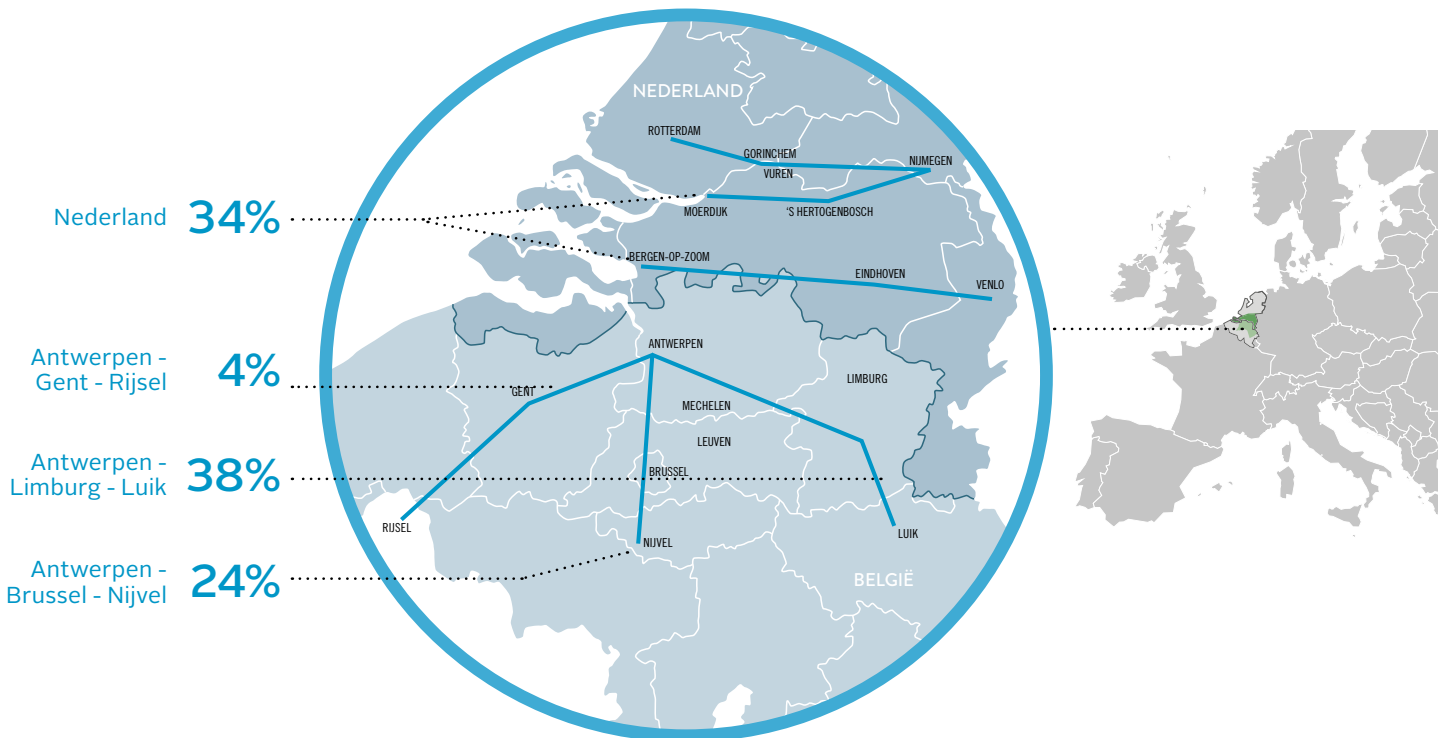 NEDERLAND
ROTTERDAM
GORINCHEM
VUREN
NIJMEGEN
MOERDIJK
'S HERTOGENBOSCH
Nederland 34%
BERGEN-OP-ZOOM
EINDHOVEN
VENLO
ANTWERPEN
Antwerpen -
Gent - Rijsel
4%
LIMBURG
GENT
MECHELEN
LEUVEN
Antwerpen -
Limburg - Luik
38%
BRUSSEL
RIJSEL
NIJVEL
LUIK
Antwerpen -
Brussel - Nijvel
24%
BELGIË